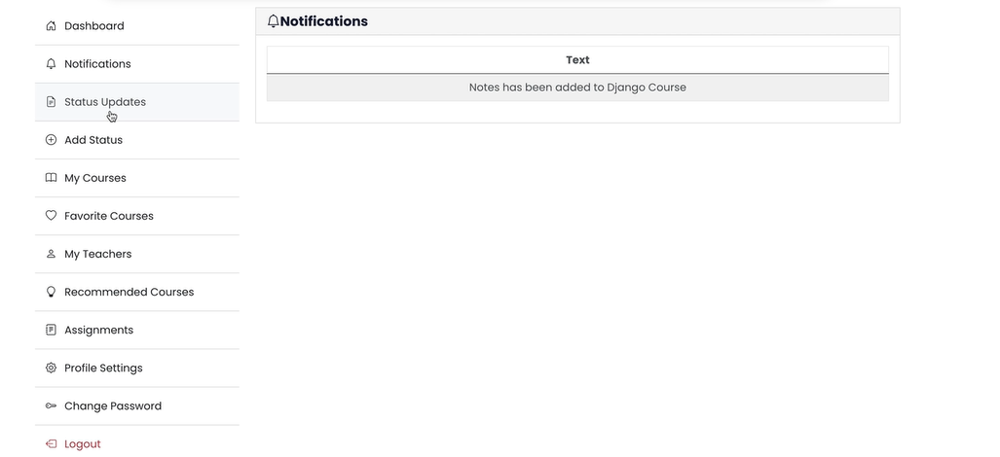 Dashboard
Notifications
Status Updates
Add Status
My Courses
Favorite Courses
My Teachers
Recommended Courses
Assignments
Profile Settings
Change Password
Logout
Notifications
Text
Notes has been added to Django Course